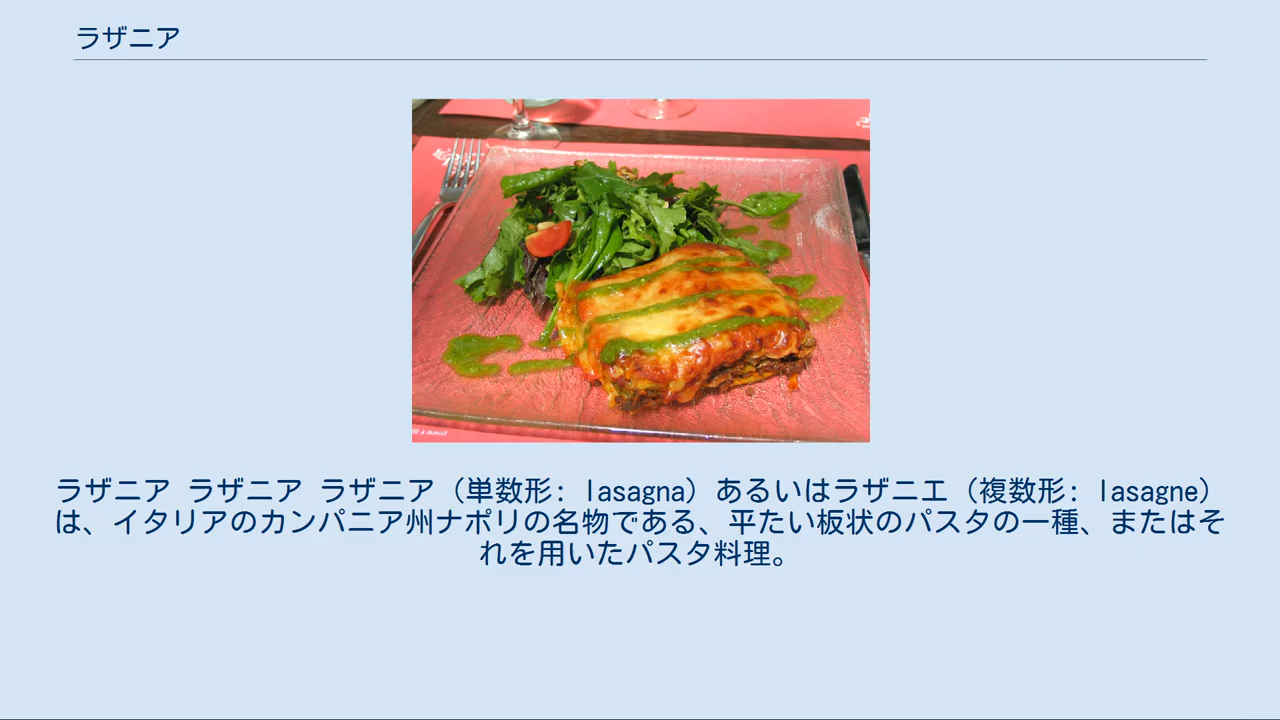 ラザニア
ラザニア ラザニア ラザニア（単数形: lasagna）あるいはラザニエ（複数形: lasagne）
は、イタリアのカンパニア州ナポリの名物である、平たい板状のパスタの一種、またはそ
れを用いたパスタ料理。